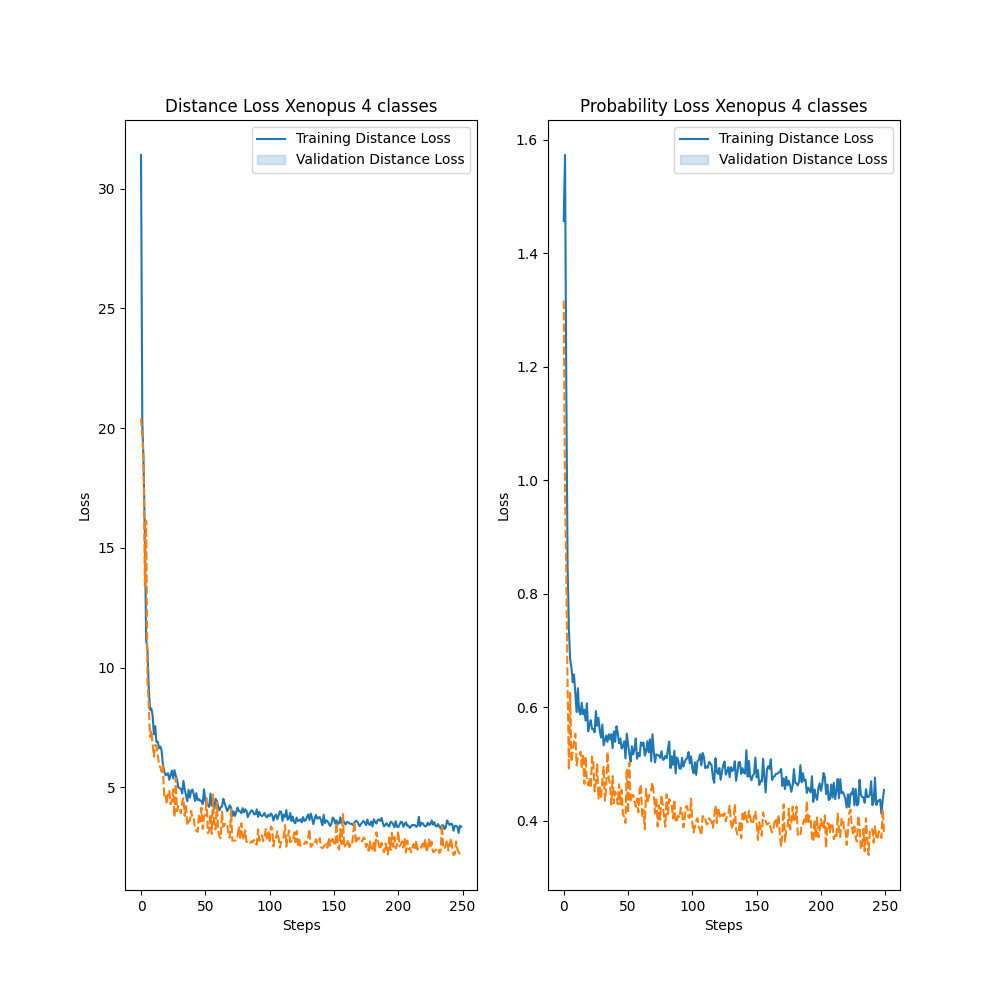 Distance Loss Xenopus 4 classes
Training Distance Loss
Validation Distance Loss
30
25
20
15
10
5
Loss
0 50 100 150 200 250
Steps
Probability Loss Xenopus 4 classes
Training Distance Loss
Validation Distance Loss
1.6
1.4
1.2
1.0
0.8
0.6
0.4
Loss
0 50 100 150 200 250
Steps